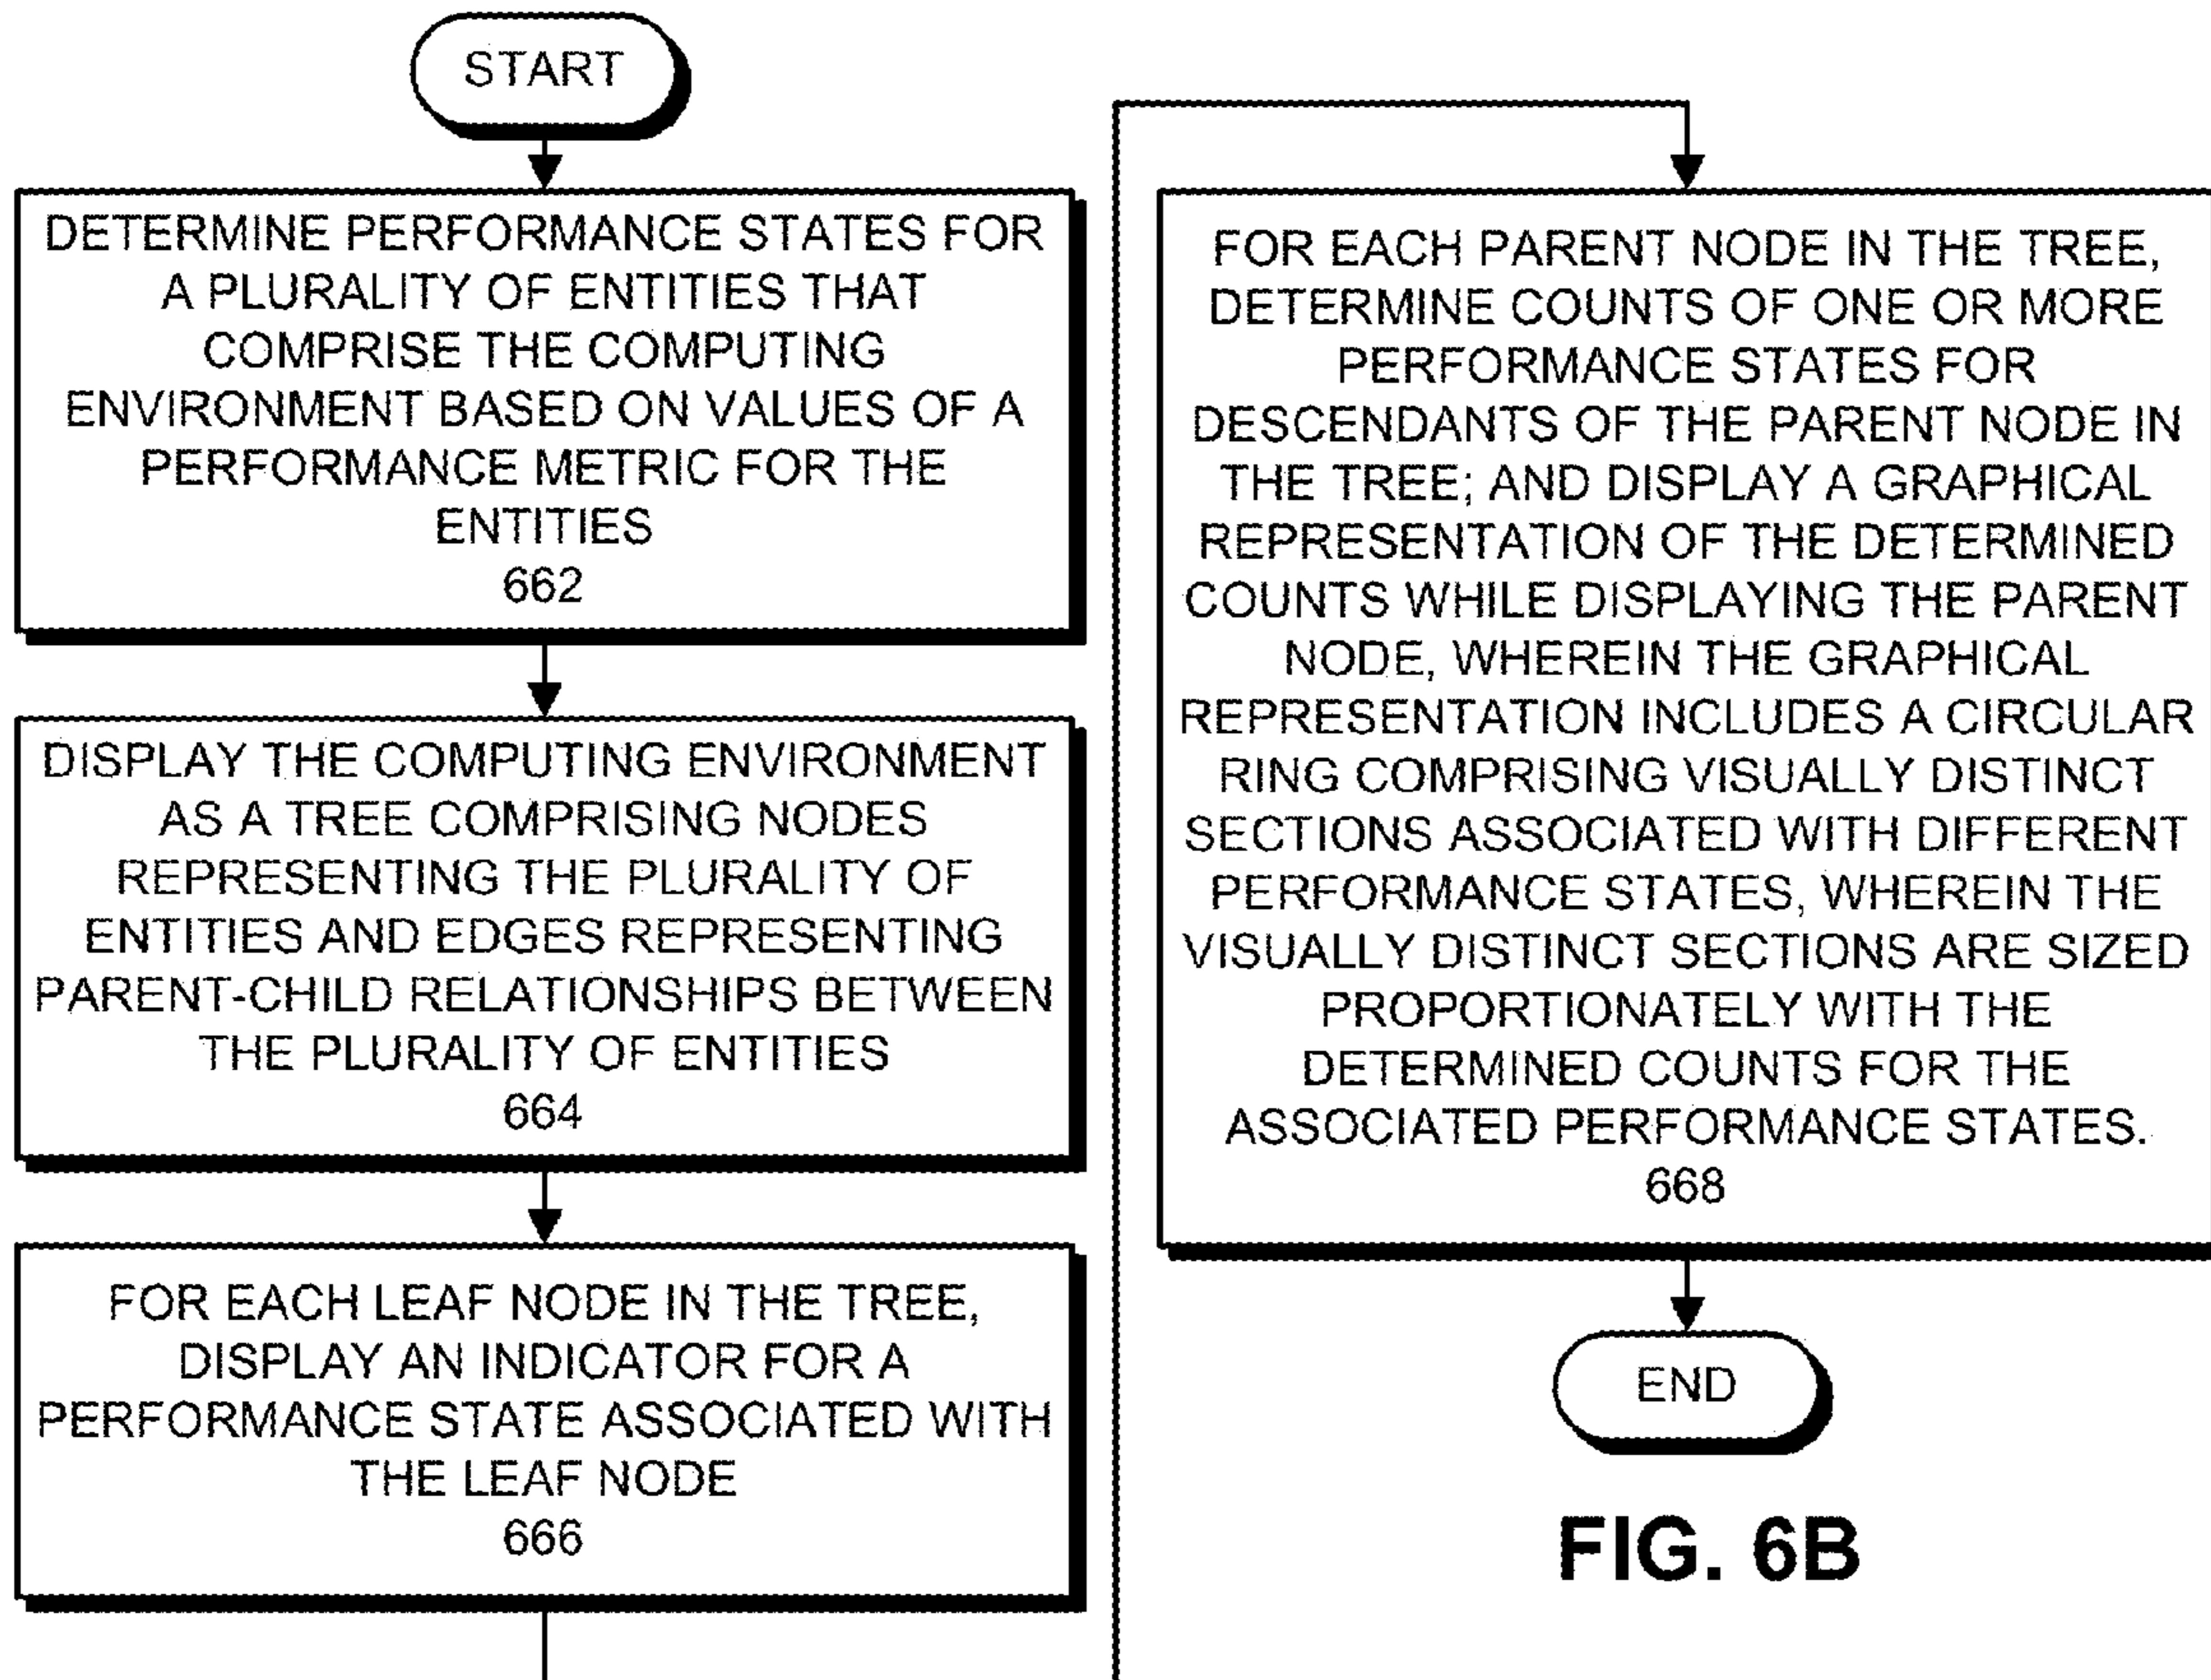 START
DETERMINE PERFORMANCE STATES FOR
A PLURALITY OF ENTITIES THAT
COMPRISE THE COMPUTING
ENVIRONMENT BASED ON VALUES OF A
PERFORMANCE METRIC FOR THE
ENTITIES
662
DISPLAY THE COMPUTING ENVIRONMENT
AS A TREE COMPRISING NODES
REPRESENTING THE PLURALITY OF
ENTITIES AND EDGES REPRESENTING
PARENT-CHILD RELATIONSHIPS BETWEEN
THE PLURALITY OF ENTITIES
664
FOR EACH LEAF NODE IN THE TREE,
DISPLAY AN INDICATOR FOR A
PERFORMANCE STATE ASSOCIATED WITH
THE LEAF NODE
666
FOR EACH PARENT NODE IN THE TREE,
DETERMINE COUNTS OF ONE OR MORE
PERFORMANCE STATES FOR
DESCENDANTS OF THE PARENT NODE IN
THE TREE; AND DISPLAY A GRAPHICAL
REPRESENTATION OF THE DETERMINED
COUNTS WHILE DISPLAYING THE PARENT
NODE, WHEREIN THE GRAPHICAL
REPRESENTATION INCLUDES A CIRCULAR
RING COMPRISING VISUALLY DISTINCT
SECTIONS ASSOCIATED WITH DIFFERENT
PERFORMANCE STATES, WHEREIN THE
VISUALLY DISTINCT SECTIONS ARE SIZED
PROPORTIONATELY WITH THE
DETERMINED COUNTS FOR THE
ASSOCIATED PERFORMANCE STATES.
668
END
FIG. 6B